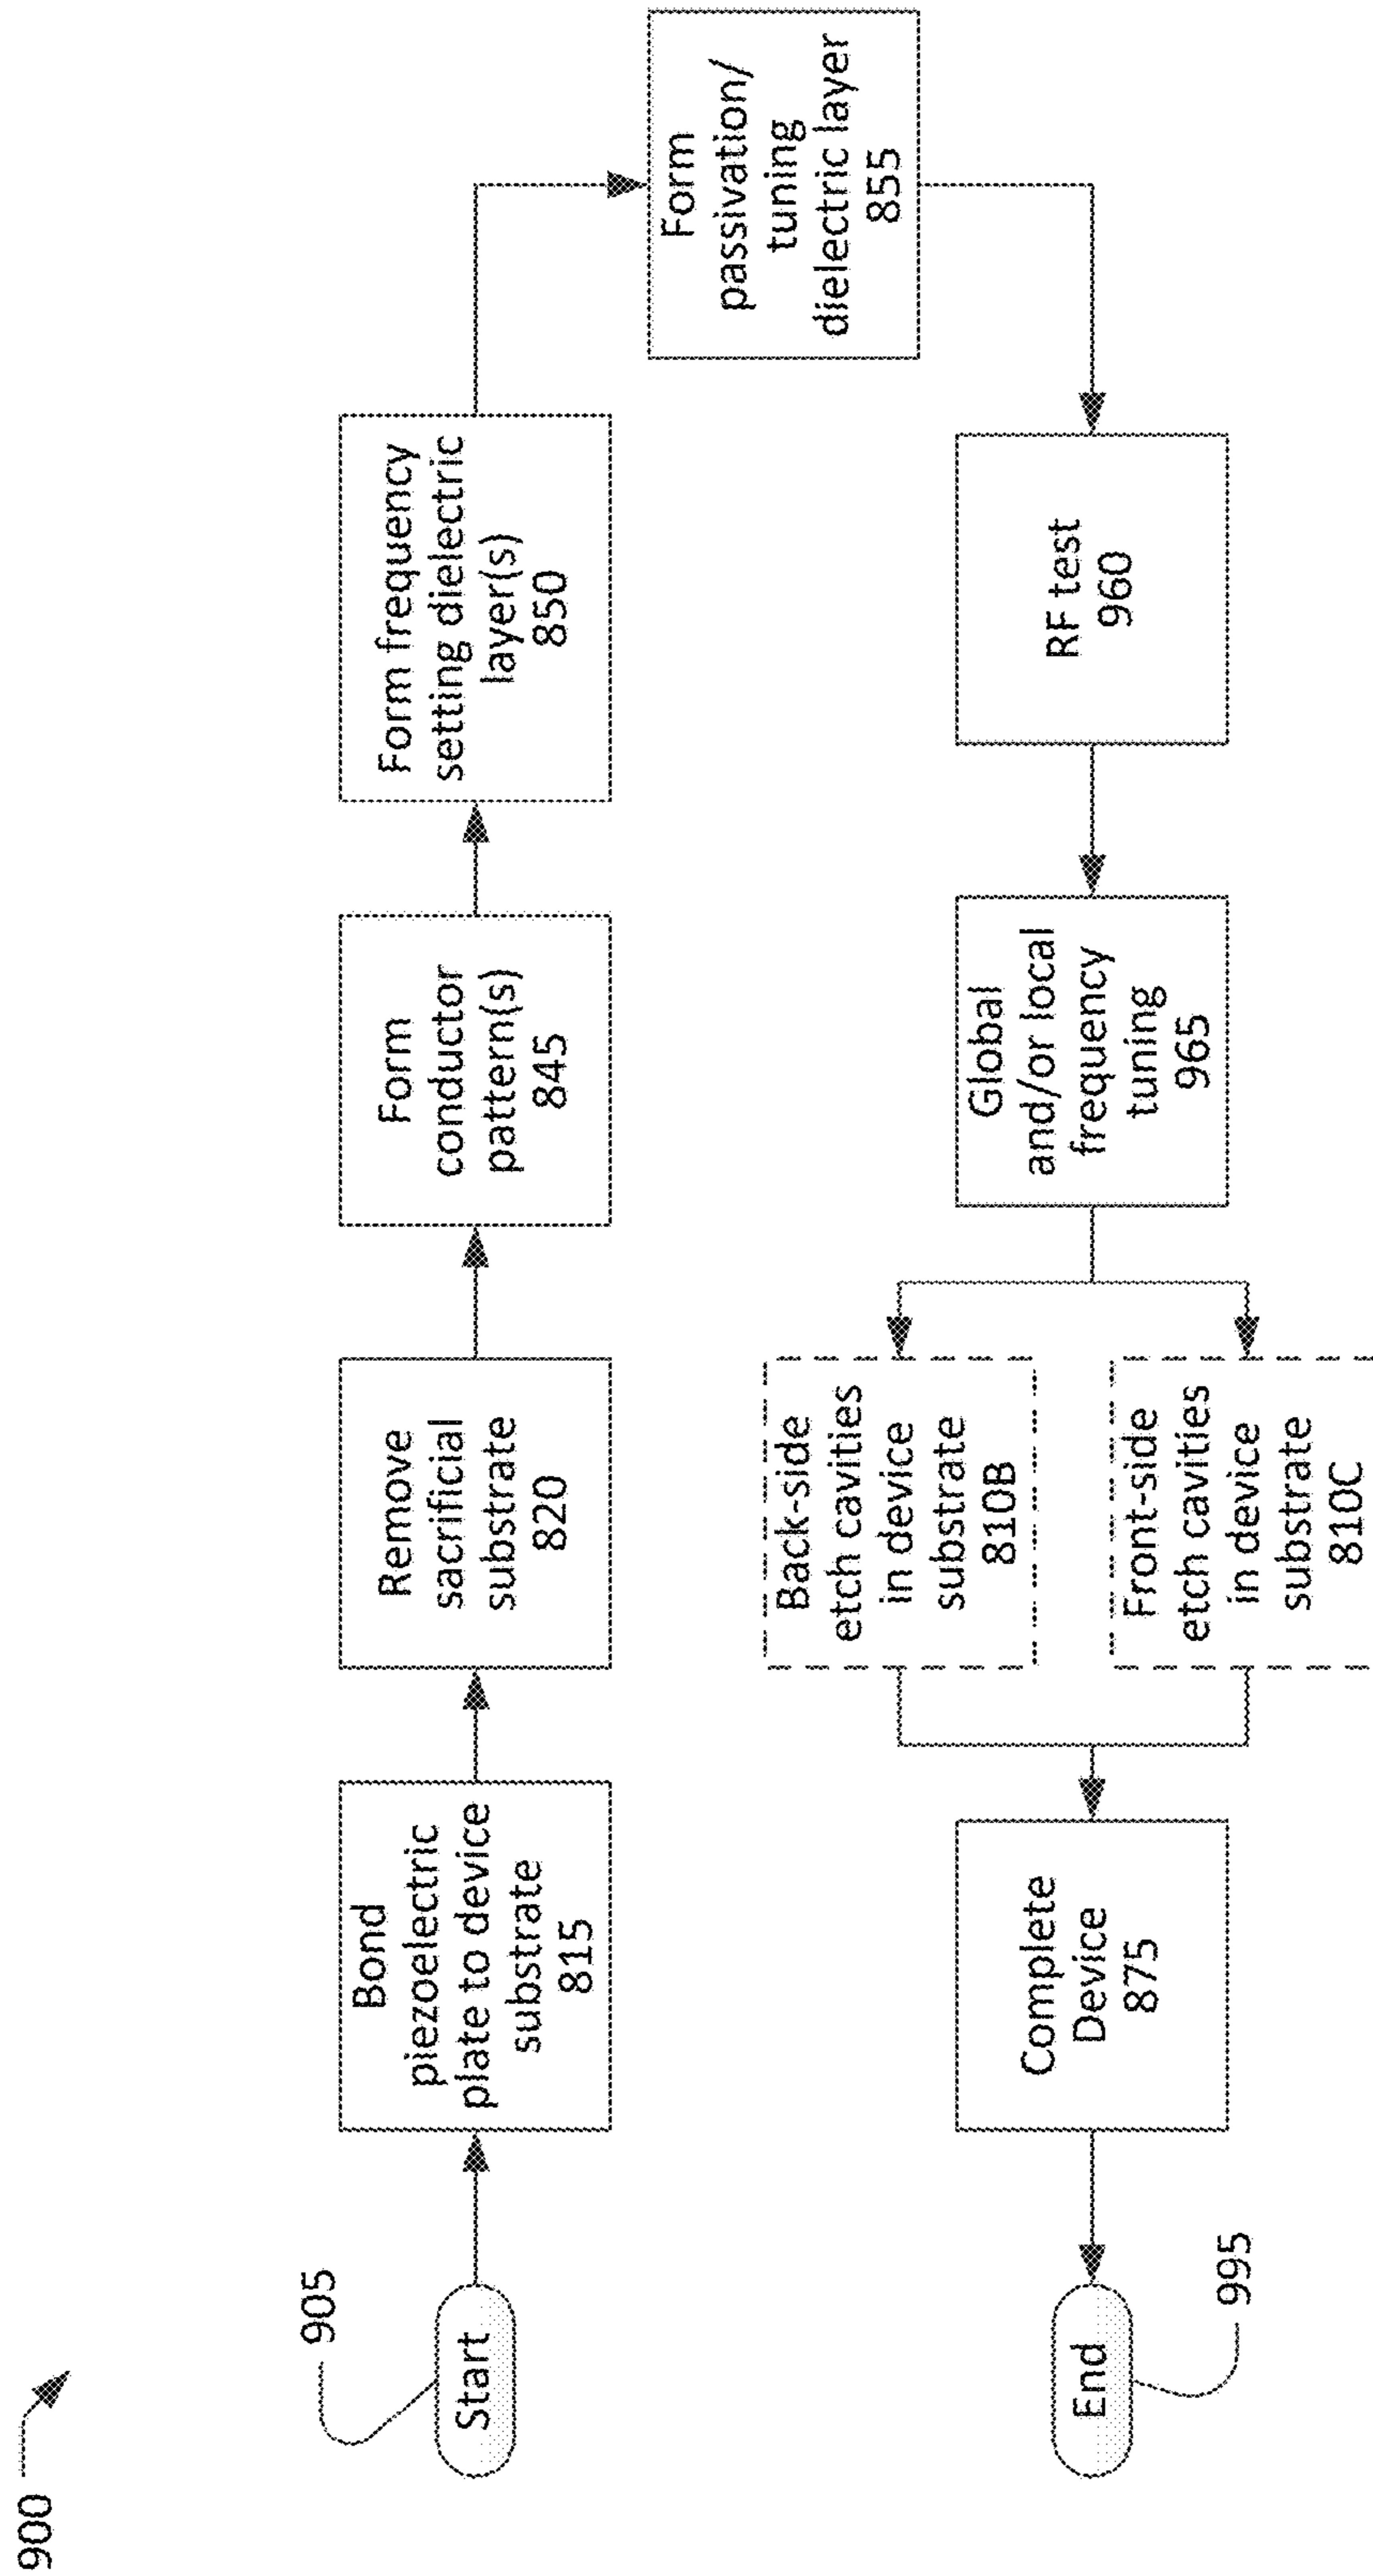 900
905
Start
Bond
piezoelectric
plate to device
substrate
815
Remove
sacrificial
substrate
820
Form
conductor
pattern(s)
845
Form frequency
setting dielectric
layer(s)
850
Form
passivation/
tuning
dielectric layer
855
RF test
960
Global
and/or local
frequency
tuning
965
Back-side
etch cavities
in device
substrate
810B
Front-side
etch cavities
in device
substrate
810C
Complete
Device
875
End
995